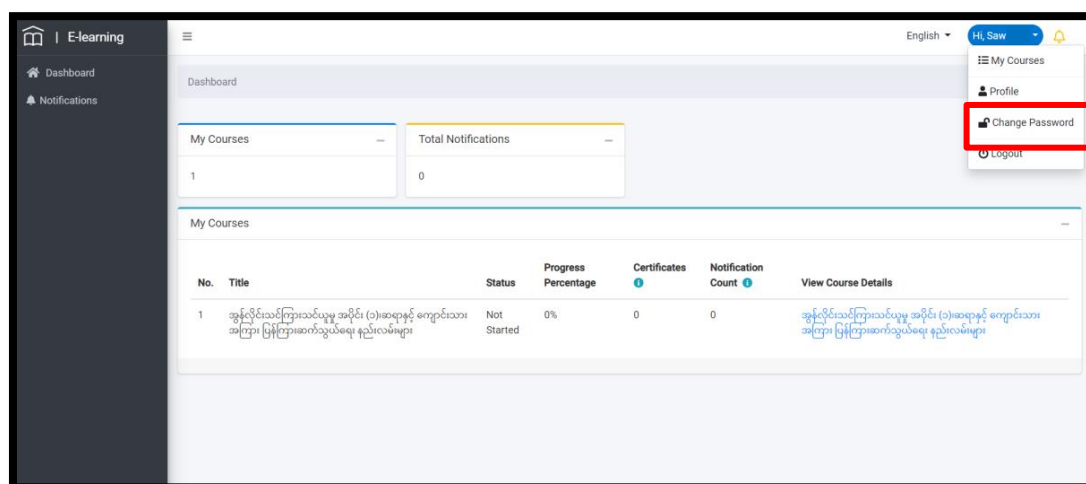 | E-learning
English
Hi, Saw
Dashboard
Notifications
Dashboard
My Courses
Profile
Change Password
Logout
My Courses
Total Notifications
1
0
My Courses
No. Title Status Progress Percentage Certificates Notification Count View Course Details
1 အွန်လိုင်းသင်ကြားသင်ယူမှု အပိုင်း (၁)၊ဆရာနှင့် ကျောင်းသား Not 0% 0 0 အွန်လိုင်းသင်ကြားသင်ယူမှု အပိုင်း (၁)၊ဆရာနှင့် ကျောင်းသား
အကြား ပြန်ကြားဆက်သွယ်ရေး နည်းလမ်းများ Started အကြား ပြန်ကြားဆက်သွယ်ရေး နည်းလမ်းများ